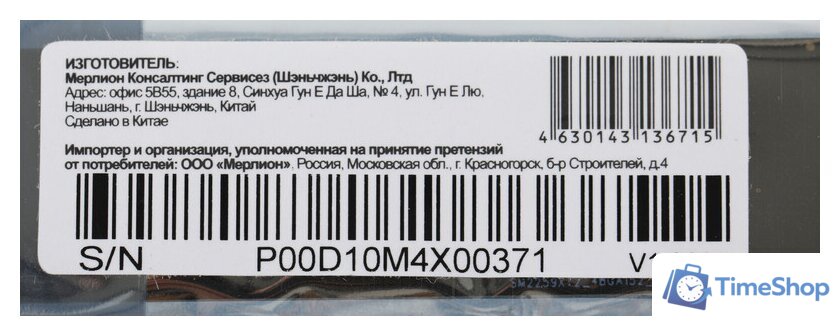 ИЗГОТОВИТЕЛЬ:
Мерлион Консалтинг Сервисез (Шэньчжэнь) Ко., Лтд
Адрес: офис 5В55, здание 8, Синхуа Гун Е Да Ша, № 4, ул. Гун Е Лю,
Наньшань, г. Шэньчжэнь, Китай
Сделано в Китае
4 630143 136715
Импортер и организация, уполномоченная на принятие претензий
от потребителей: ООО «Мерлион». Россия, Московская обл., г. Красногорск, б-р Строителей, д.4
S/N P00D10M4X00371
TimeShop